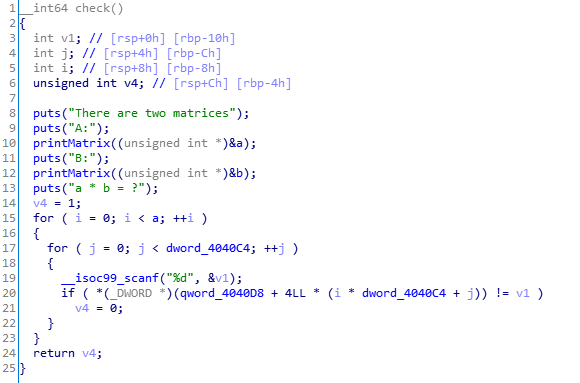 1 __int64 check()
2 {
3   int v1; // [rsp+0h] [rbp-10h]
4   int j; // [rsp+4h] [rbp-Ch]
5   int i; // [rsp+8h] [rbp-8h]
6   unsigned int v4; // [rsp+Ch] [rbp-4h]
7
8   puts("There are two matrices");
9   puts("A:");
10   printMatrix((unsigned int *)&a);
11   puts("B:");
12   printMatrix((unsigned int *)&b);
13   puts("a * b = ?");
14   v4 = 1;
15   for ( i = 0; i < a; ++i )
16   {
17     for ( j = 0; j < dword_4040C4; ++j )
18     {
19       __isoc99_scanf("%d", &v1);
20       if ( *(_DWORD *)(qword_4040D8 + 4LL * (i * dword_4040C4 + j)) != v1 )
21         v4 = 0;
22     }
23   }
24   return v4;
25 }